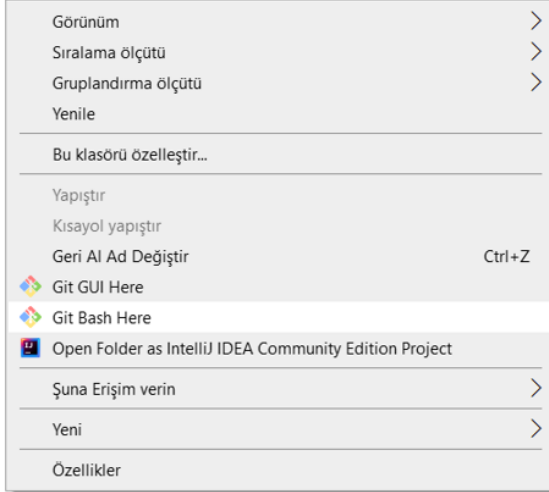 Görünüm
Sıralama ölçütü
Gruplandırma ölçütü
Yenile
Bu klasörü özelleştir...
Yapıştır
Kısayol yapıştır
Geri Al Ad Değiştir Ctrl+Z
Git GUI Here
Git Bash Here
Open Folder as IntelliJ IDEA Community Edition Project
Şuna Erişim verin
Yeni
Özellikler